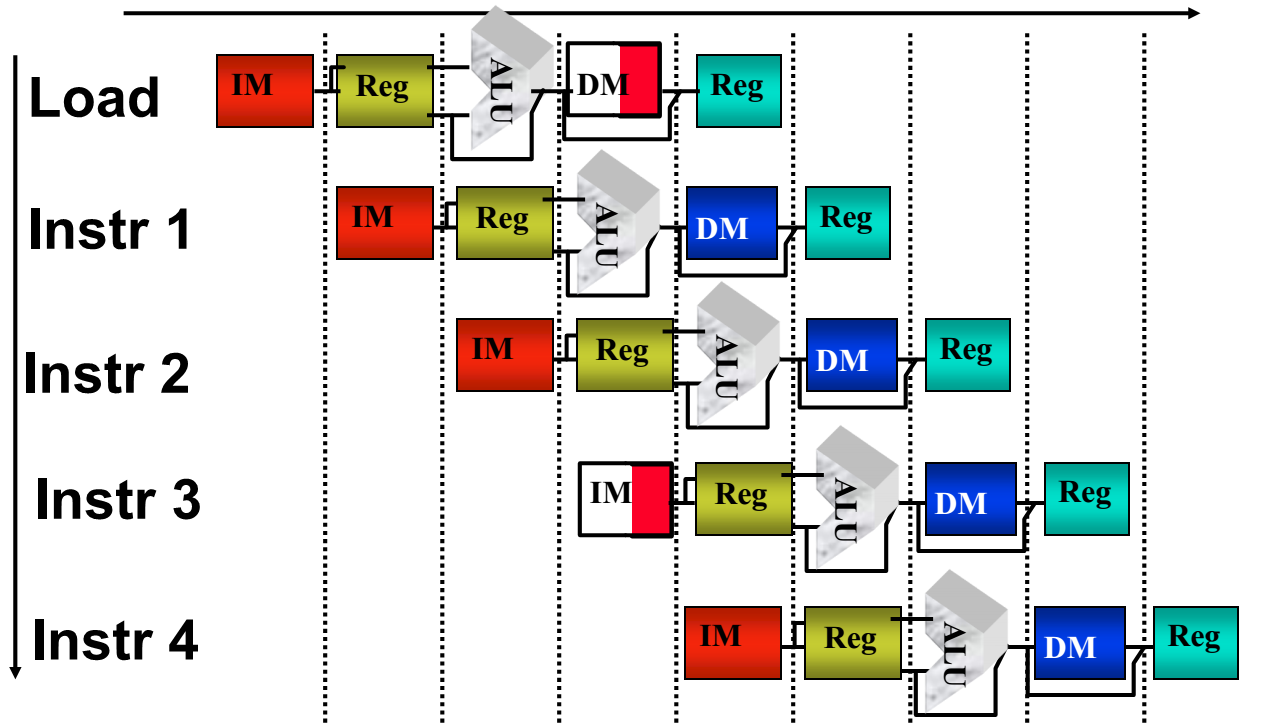 Load IM Reg ALU DM Reg
Instr 1 IM Reg ALU DM Reg
Instr 2 IM Reg ALU DM Reg
Instr 3 IM Reg ALU DM Reg
Instr 4 IM Reg ALU DM Reg